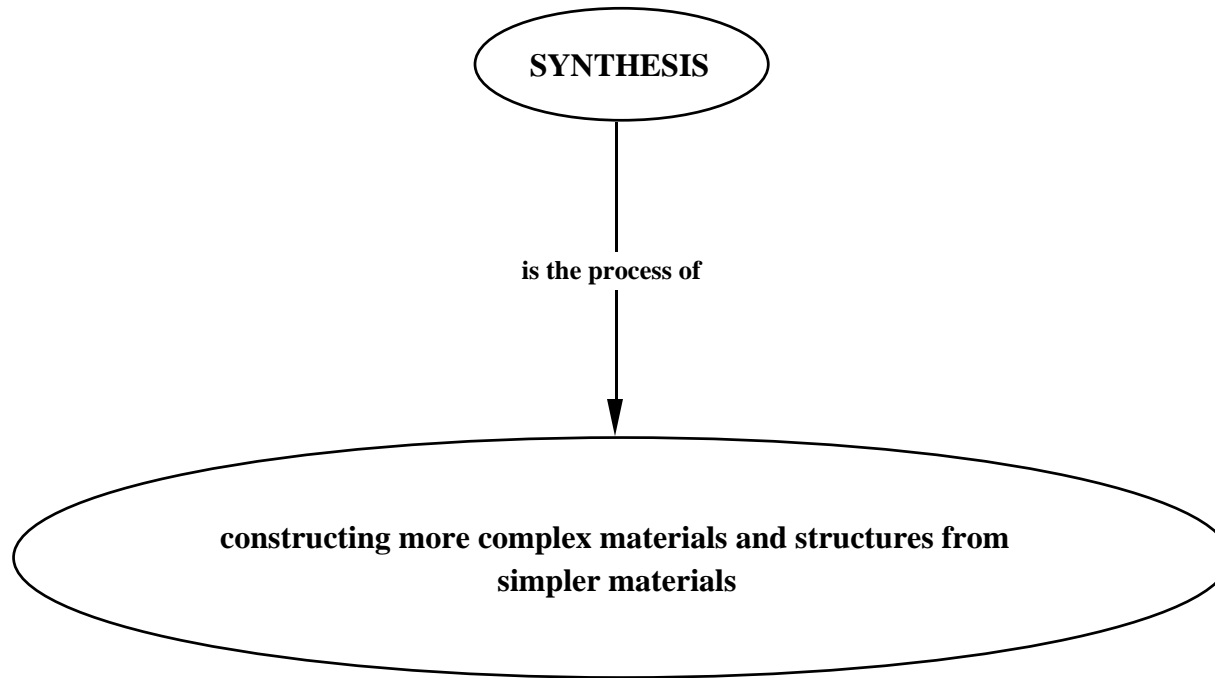 SYNTHESIS
is the process of
constructing more complex materials and structures from
simpler materials